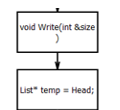 void Write(int &size
)
List* temp = Head;